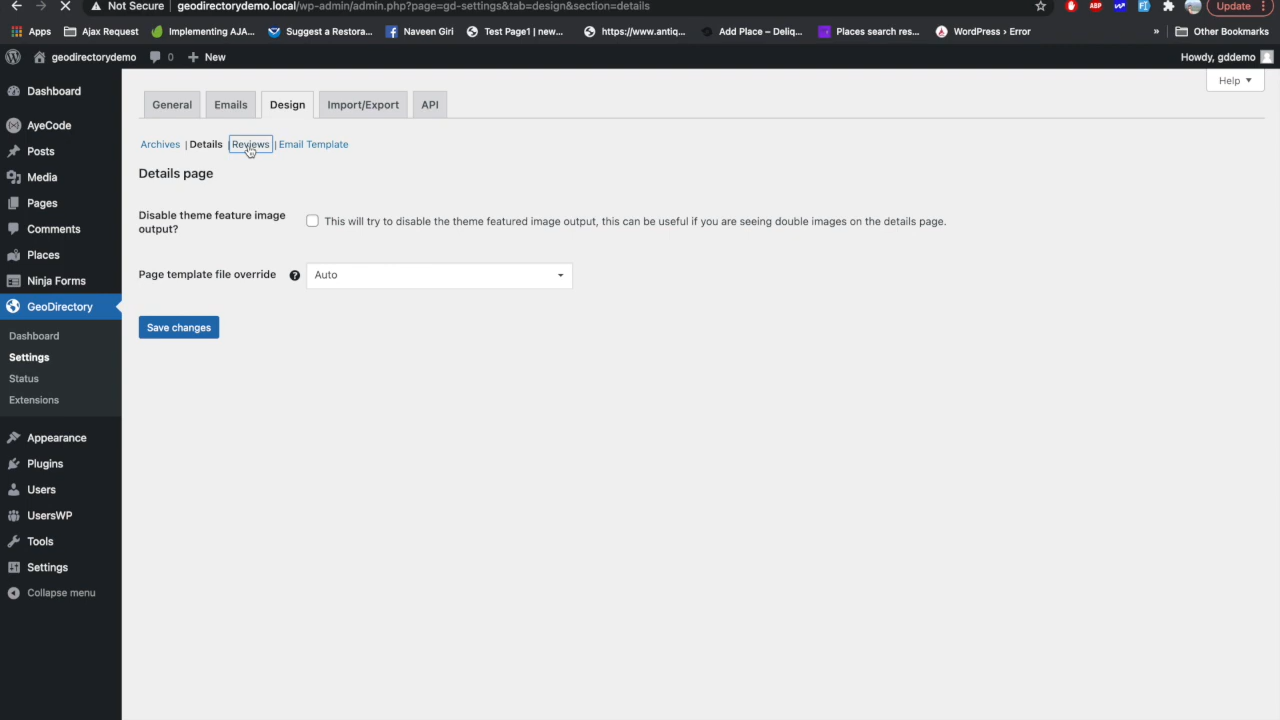 Not Secure geodirectorydemo.local/wp-admin/admin.php?page=gd-settings&tab=design&section=details ABP Update
Apps Ajax Request Implementing AJA... Suggest a Restora... Naveen Giri Test Page1 | new... https://www.antiq... Add Place – Deliq... Places search res... WordPress › Error » Other Bookmarks
geodirectorydemo 0 New Howdy, gddemo
Help
Dashboard
AyeCode
Posts
Media
Pages
Comments
Places
Ninja Forms
GeoDirectory
Dashboard
Settings
Status
Extensions
Appearance
Plugins
Users
UsersWP
Tools
Settings
Collapse menu
General Emails Design Import/Export API
Archives | Details | Reviews | Email Template
Details page
Disable theme feature image
output?
This will try to disable the theme featured image output, this can be useful if you are seeing double images on the details page.
Page template file override ? Auto
Save changes